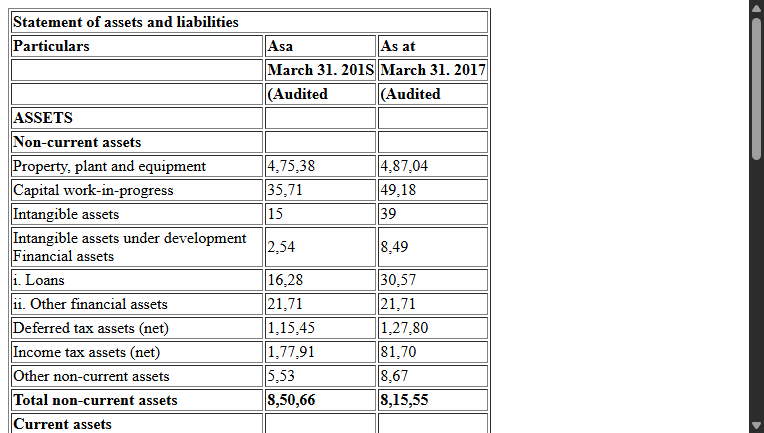 Statement of assets and liabilities
Particulars Asa As at
March 31. 201S March 31. 2017
(Audited (Audited
ASSETS
Non-current assets
Property, plant and equipment 4,75,38 4,87,04
Capital work-in-progress 35,71 49,18
Intangible assets 15 39
Intangible assets under development
Financial assets 2,54 8,49
i. Loans 16,28 30,57
ii. Other financial assets 21,71 21,71
Deferred tax assets (net) 1,15,45 1,27,80
Income tax assets (net) 1,77,91 81,70
Other non-current assets 5,53 8,67
Total non-current assets 8,50,66 8,15,55
Current assets